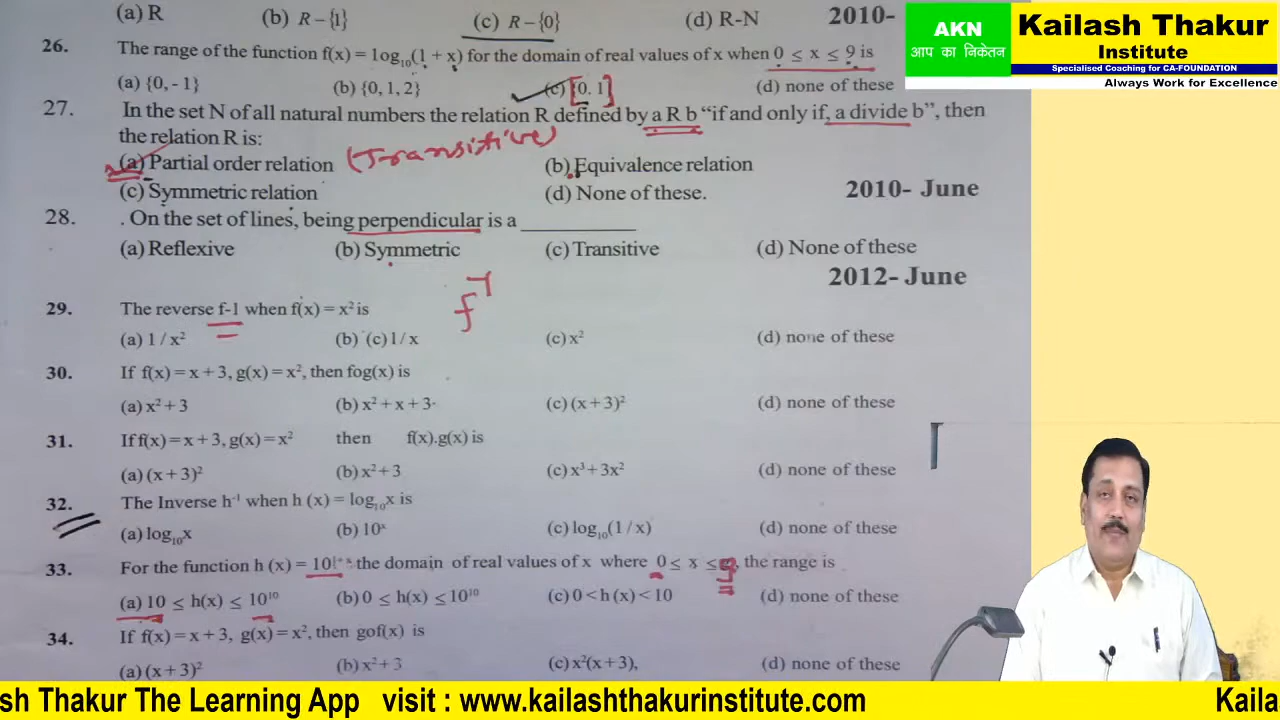 (a) R (b) R – {1} (c) R – {0} (d) R-N 2010-
AKN
आप का निकेतन
Kailash Thakur
Institute
Specialised Coaching for CA-FOUNDATION
Always Work for Excellence
26. The range of the function f(x) = log₁₀(1 + x) for the domain of real values of x when 0 ≤ x ≤ 9 is
(a) {0, - 1} (b) {0, 1, 2} (c) [0. 1] (d) none of these
27. In the set N of all natural numbers the relation R defined by a R b "if and only if, a divide b", then
the relation R is:
(a) Partial order relation (Transitive) (b) Equivalence relation
(c) Symmetric relation (d) None of these. 2010- June
28. . On the set of lines, being perpendicular is a ___________
(a) Reflexive (b) Symmetric (c) Transitive (d) None of these
2012- June
f⁻¹
29. The reverse f-1 when f(x) = x² is
(a) 1 / x² (b) (c) 1 / x (c) x² (d) none of these
30. If f(x) = x + 3, g(x) = x², then fog(x) is
(a) x² + 3 (b) x² + x + 3 (c) (x + 3)² (d) none of these
31. If f(x) = x + 3, g(x) = x² then f(x).g(x) is
(a) (x + 3)² (b) x² + 3 (c) x³ + 3x² (d) none of these
32. The Inverse h⁻¹ when h (x) = log₁₀x is
(a) log₁₀x (b) 10ˣ (c) log₁₀(1 / x) (d) none of these
33. For the function h (x) = 10¹⁺ˣ the domain of real values of x where 0 ≤ x ≤ 9, the range is
(a) 10 ≤ h(x) ≤ 10¹⁰ (b) 0 ≤ h(x) ≤ 10¹⁰ (c) 0 < h (x) < 10 (d) none of these
34. If f(x) = x + 3, g(x) = x², then gof(x) is
(a) (x + 3)² (b) x² + 3 (c) x²(x + 3), (d) none of these
sh Thakur The Learning App visit : www.kailashthakurinstitute.com Kaila